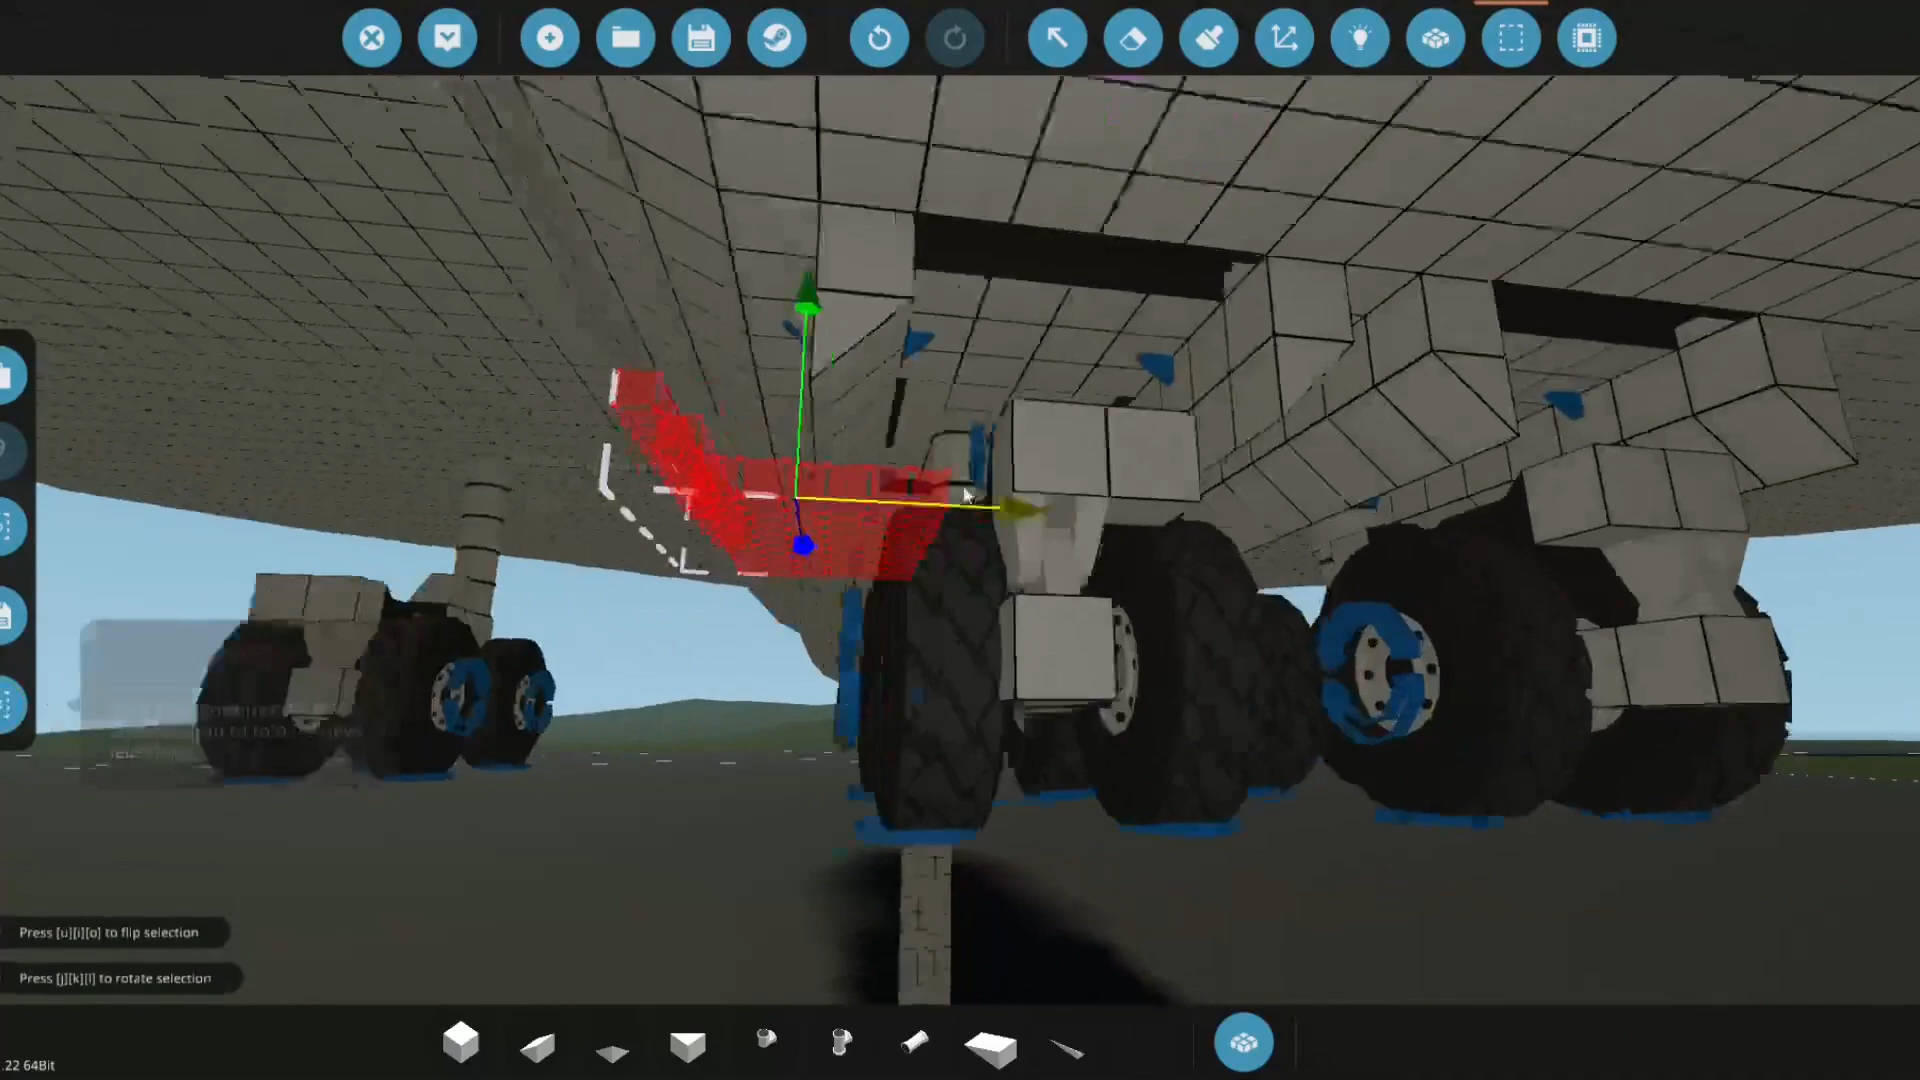 Press [u][i][o] to flip selection
Press [j][k][l] to rotate selection
.22 64Bit